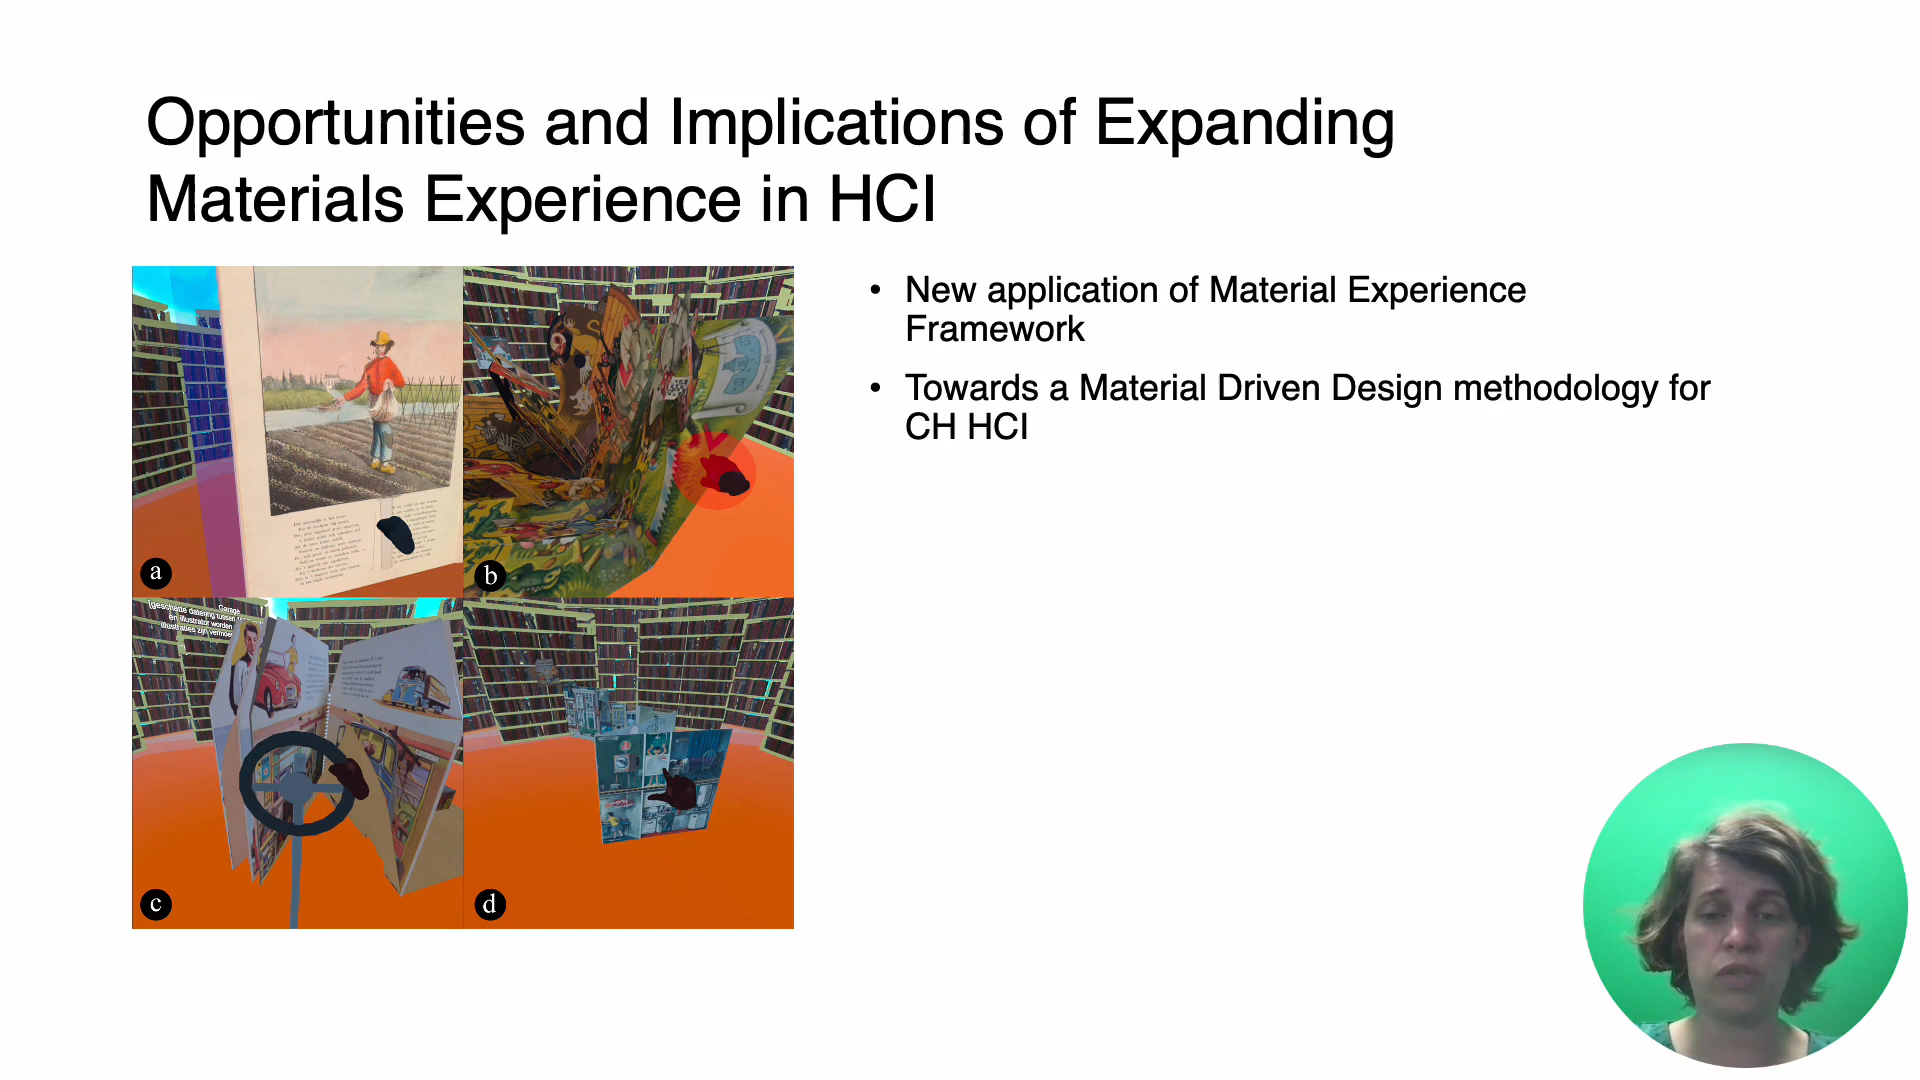 Opportunities and Implications of Expanding
Materials Experience in HCI
• New application of Material Experience
Framework
• Towards a Material Driven Design methodology for
CH HCI
a
b
Garage
c
d